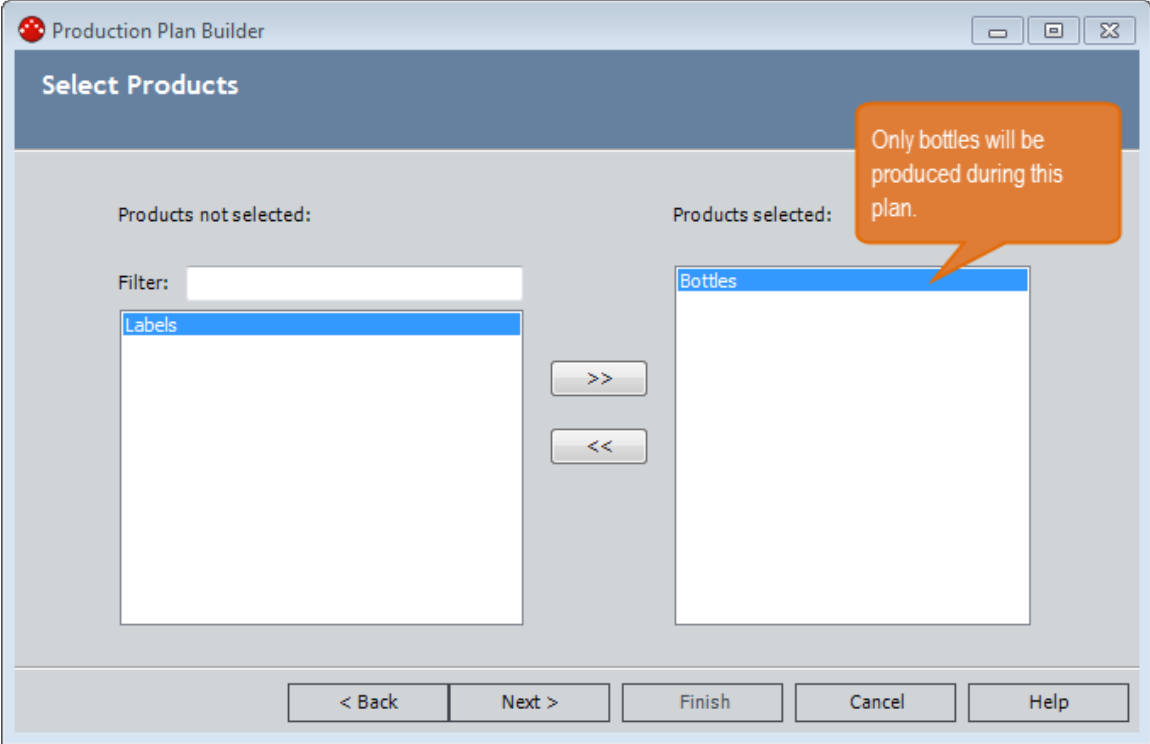 Production Plan Builder
Select Products
Only bottles will be
produced during this
plan.
Products not selected:
Products selected:
Filter:
Bottles
Labels
>>
<<
< Back
Next >
Finish
Cancel
Help